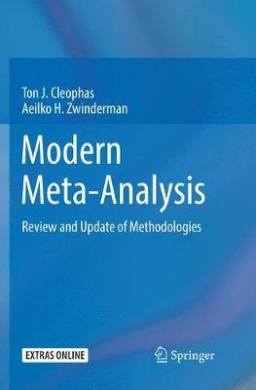 Ton J. Cleophas
Aeilko H. Zwinderman
Modern
Meta-Analysis
Review and Update of Methodologies
EXTRAS ONLINE
Springer